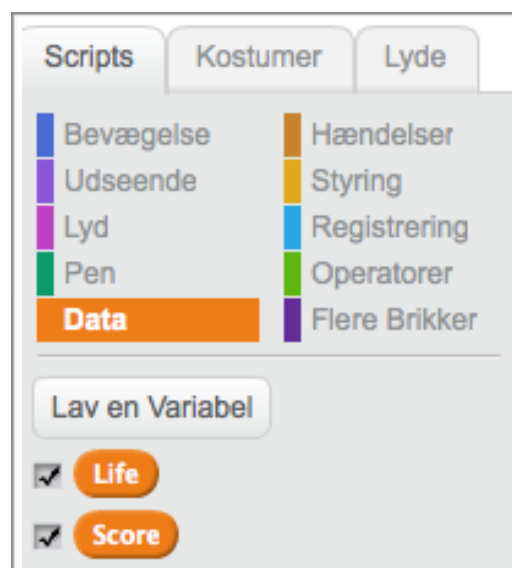 Scripts Kostumer Lyde
Bevægelse Hændelser
Udseende Styring
Lyd Registrering
Pen Operatorer
Data Flere Brikker
Lav en Variabel
Life
Score